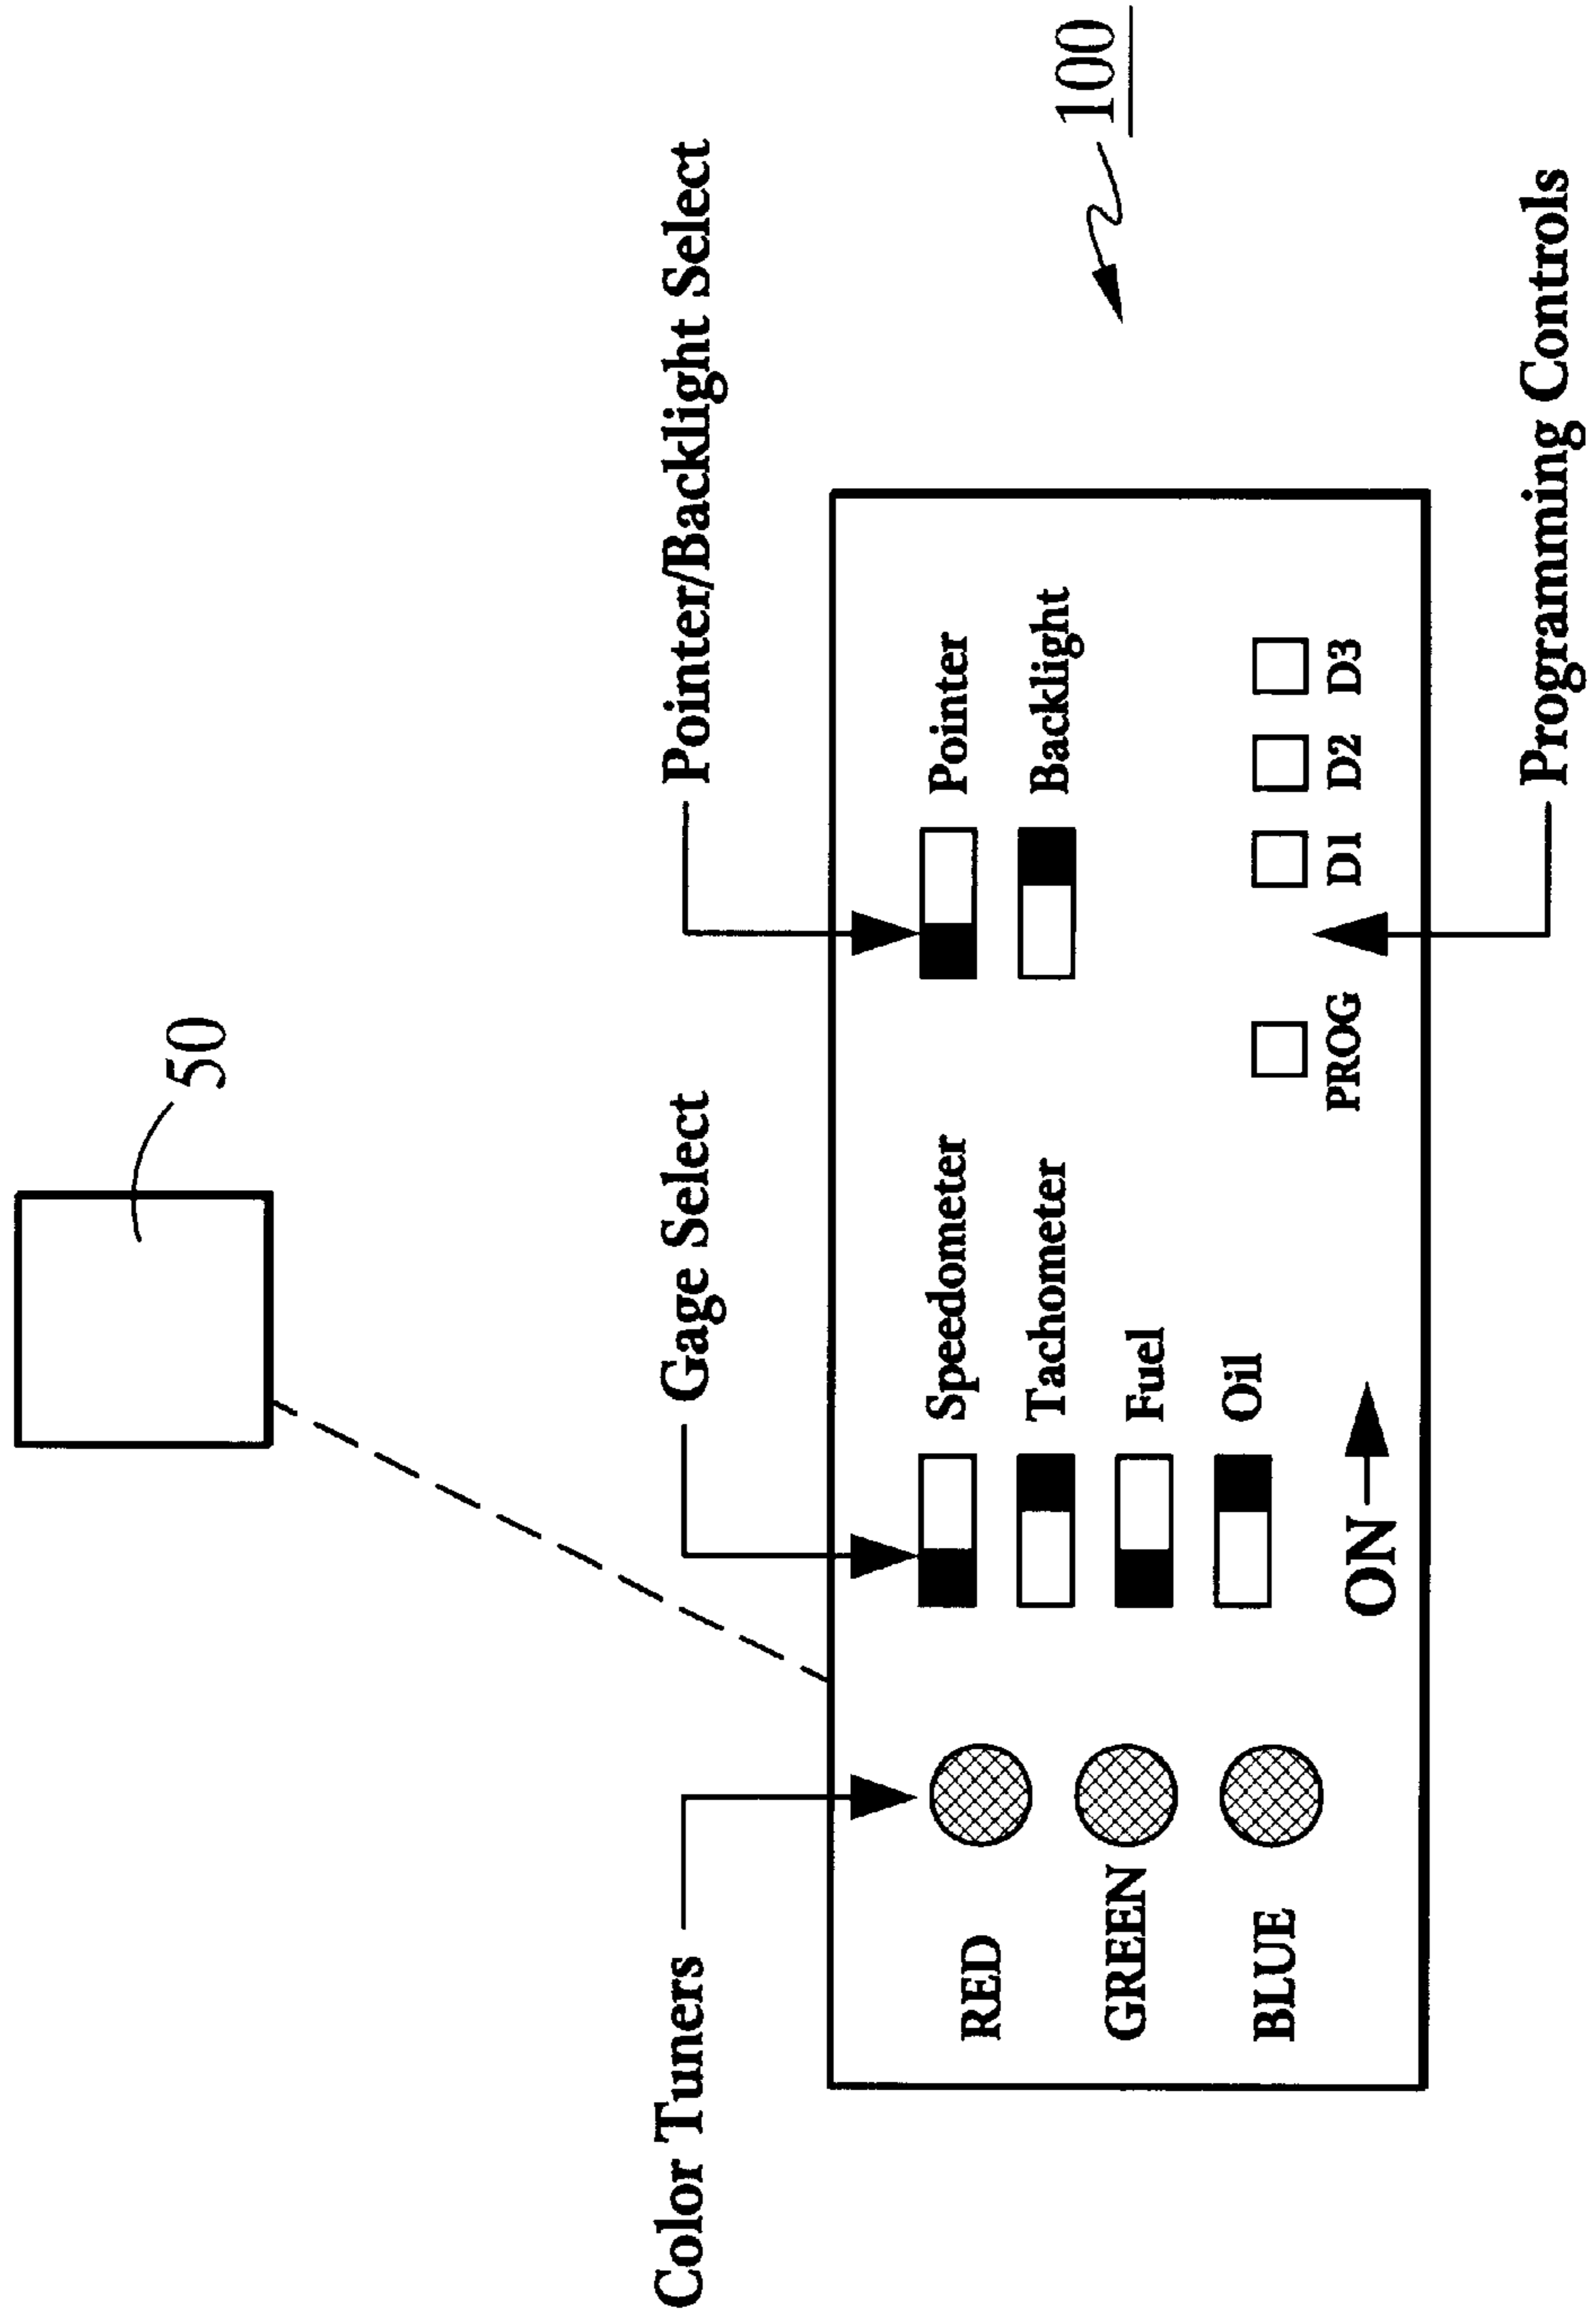 50
Color Tuners
Gage Select
Pointer/Backlight Select
RED
GREEN
BLUE
Speedometer
Tachometer
Fuel
Oil
ON
Pointer
Backlight
PROG
D1
D2
D3
100
Programming Controls